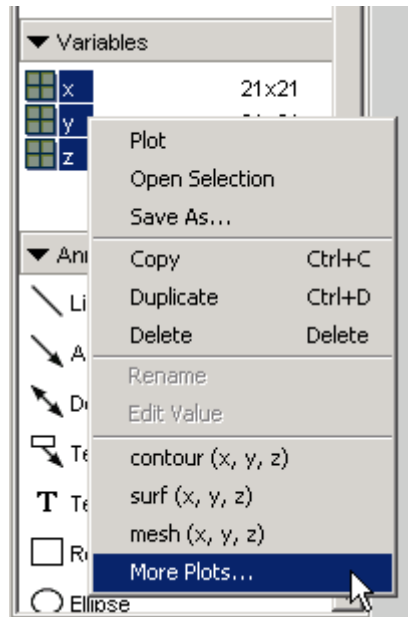 Variables
x 21x21
y
z
Plot
Open Selection
Save As...
Copy Ctrl+C
Duplicate Ctrl+D
Delete Delete
Rename
Edit Value
contour (x, y, z)
surf (x, y, z)
mesh (x, y, z)
More Plots...
T
Ellipse